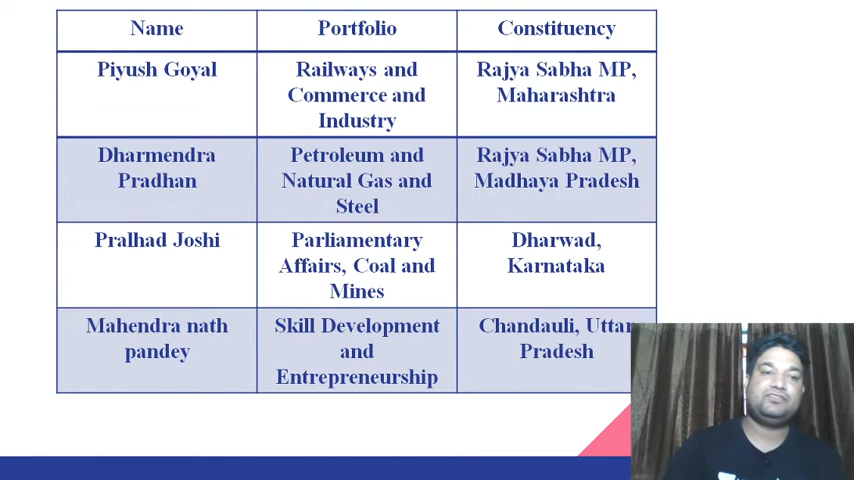 Name Portfolio Constituency
Piyush Goyal Railways and Commerce and Industry Rajya Sabha MP, Maharashtra
Dharmendra Pradhan Petroleum and Natural Gas and Steel Rajya Sabha MP, Madhaya Pradesh
Pralhad Joshi Parliamentary Affairs, Coal and Mines Dharwad, Karnataka
Mahendra nath pandey Skill Development and Entrepreneurship Chandauli, Uttar Pradesh